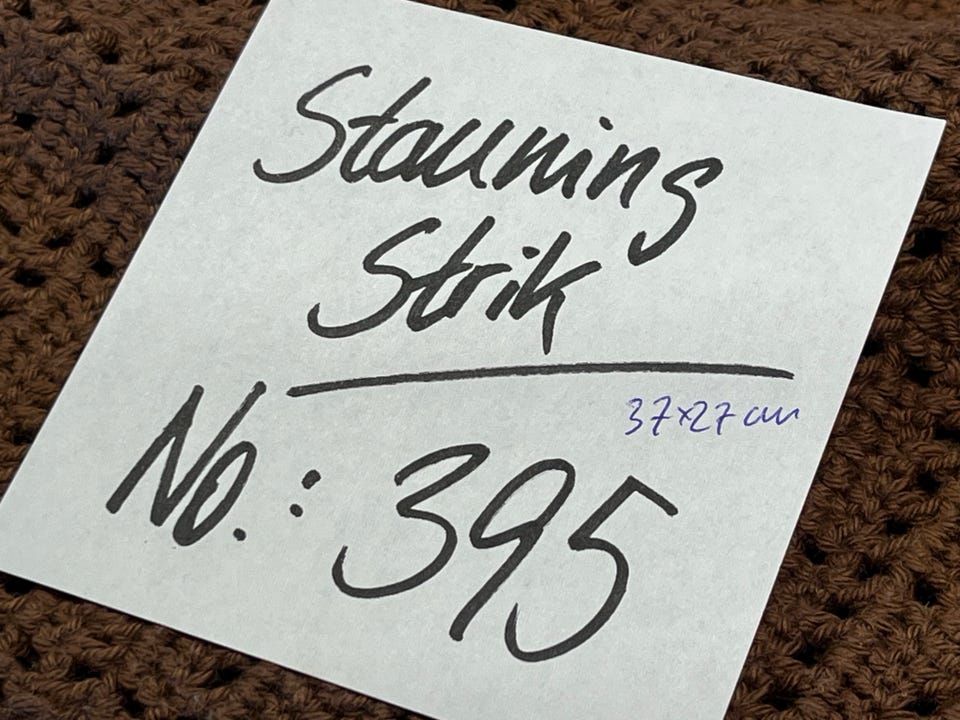 Stauning
Strik
37x27 cm
No.: 395